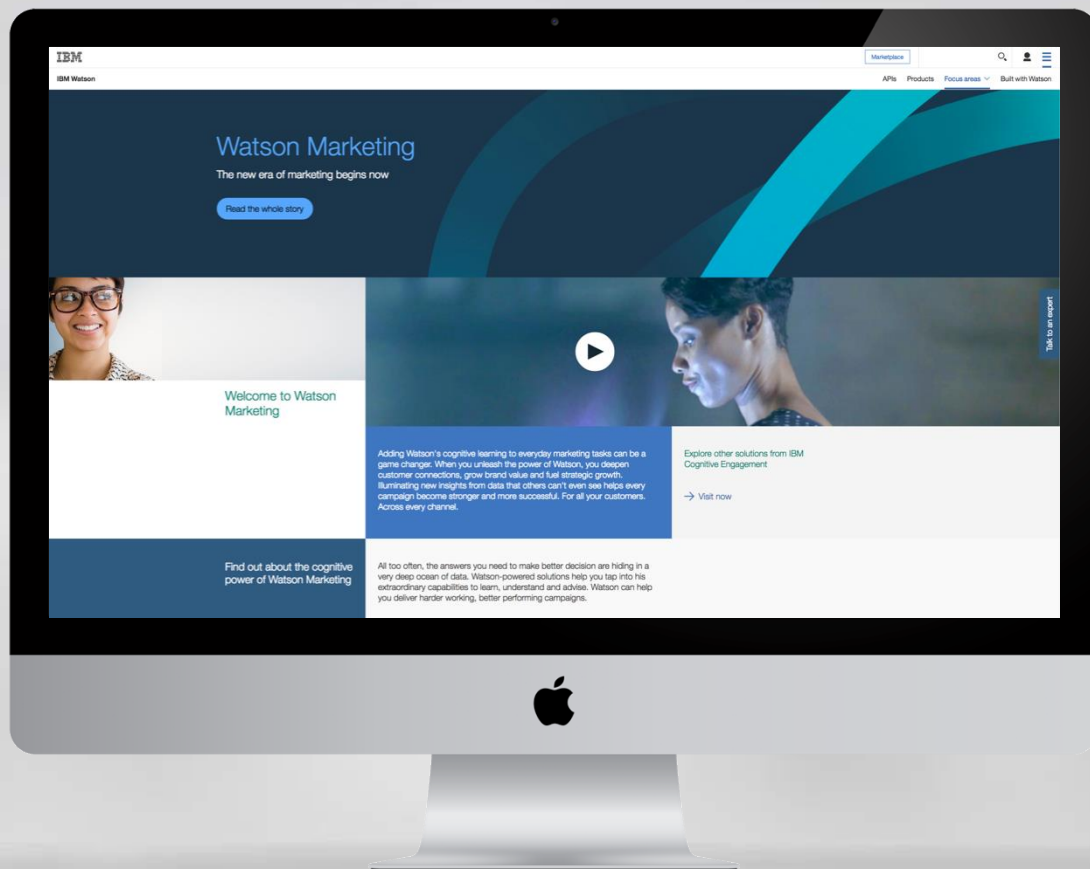 IBM
Marketplace
IBM Watson
APIs Products Focus areas Built with Watson
Watson Marketing
The new era of marketing begins now
Read the whole story
Talk to an expert
Welcome to Watson
Marketing
Adding Watson's cognitive learning to everyday marketing tasks can be a
game changer. When you unleash the power of Watson, you deepen
customer connections, grow brand value and fuel strategic growth.
Illuminating new insights from data that others can't even see helps every
campaign become stronger and more successful. For all your customers.
Across every channel.
Explore other solutions from IBM
Cognitive Engagement
→ Visit now
Find out about the cognitive
power of Watson Marketing
All too often, the answers you need to make better decision are hiding in a
very deep ocean of data. Watson-powered solutions help you tap into his
extraordinary capabilities to learn, understand and advise. Watson can help
you deliver harder working, better performing campaigns.